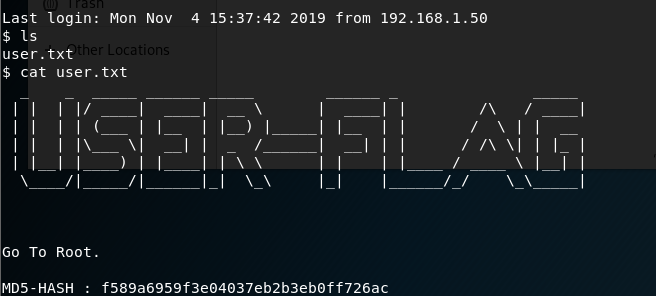 Trash
Last login: Mon Nov  4 15:37:42 2019 from 192.168.1.50
$ ls
user.txt
Other Locations
$ cat user.txt
USER-FLAG
Go To Root.
MD5-HASH : f589a6959f3e04037eb2b3eb0ff726ac